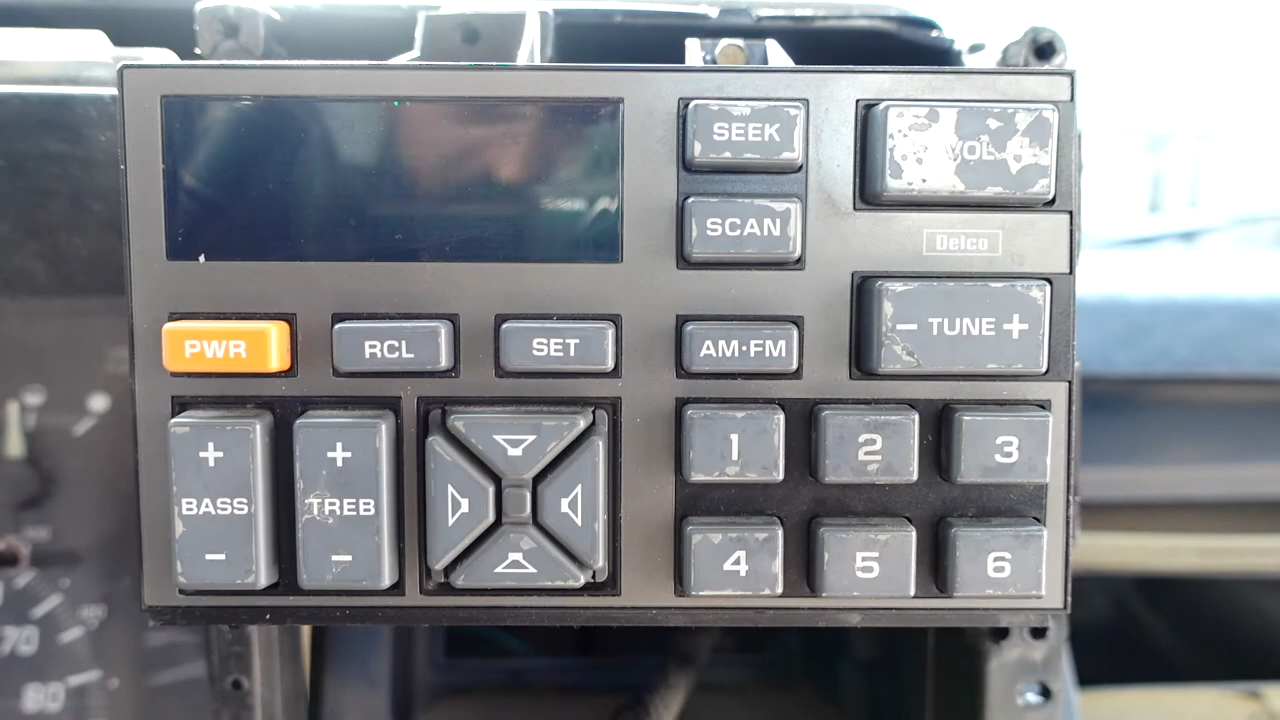 SEEK
VOL
SCAN
Delco
− TUNE +
PWR
RCL
SET
AM·FM
+
BASS
−
+
TREB
−
1
2
3
4
5
6
70
80